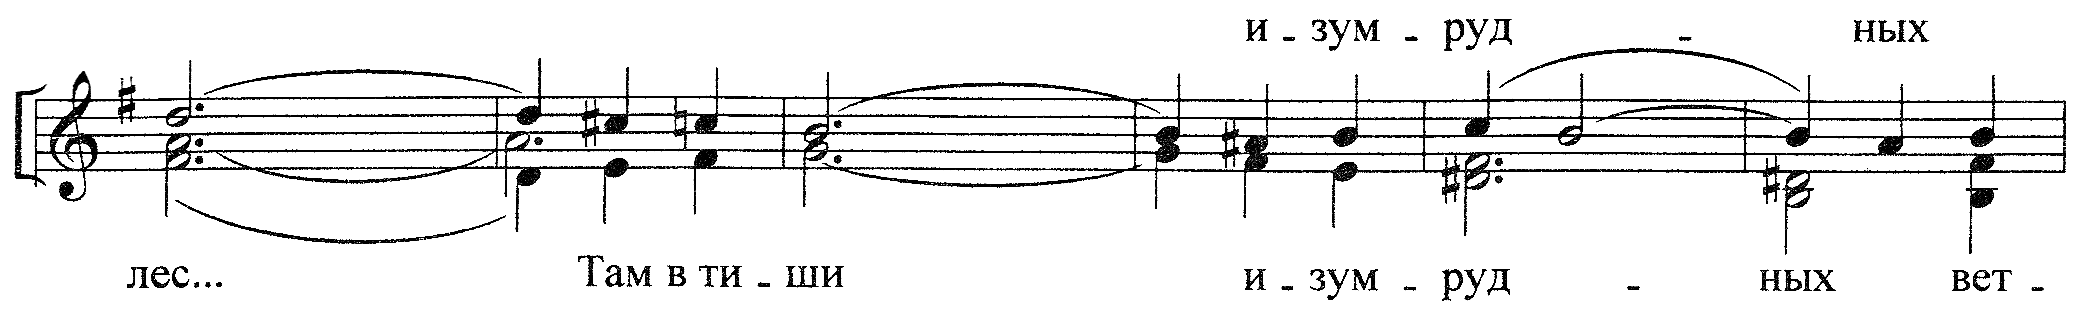 и - зум - руд - ных
лес... Там в ти - ши и - зум - руд - ных вет -